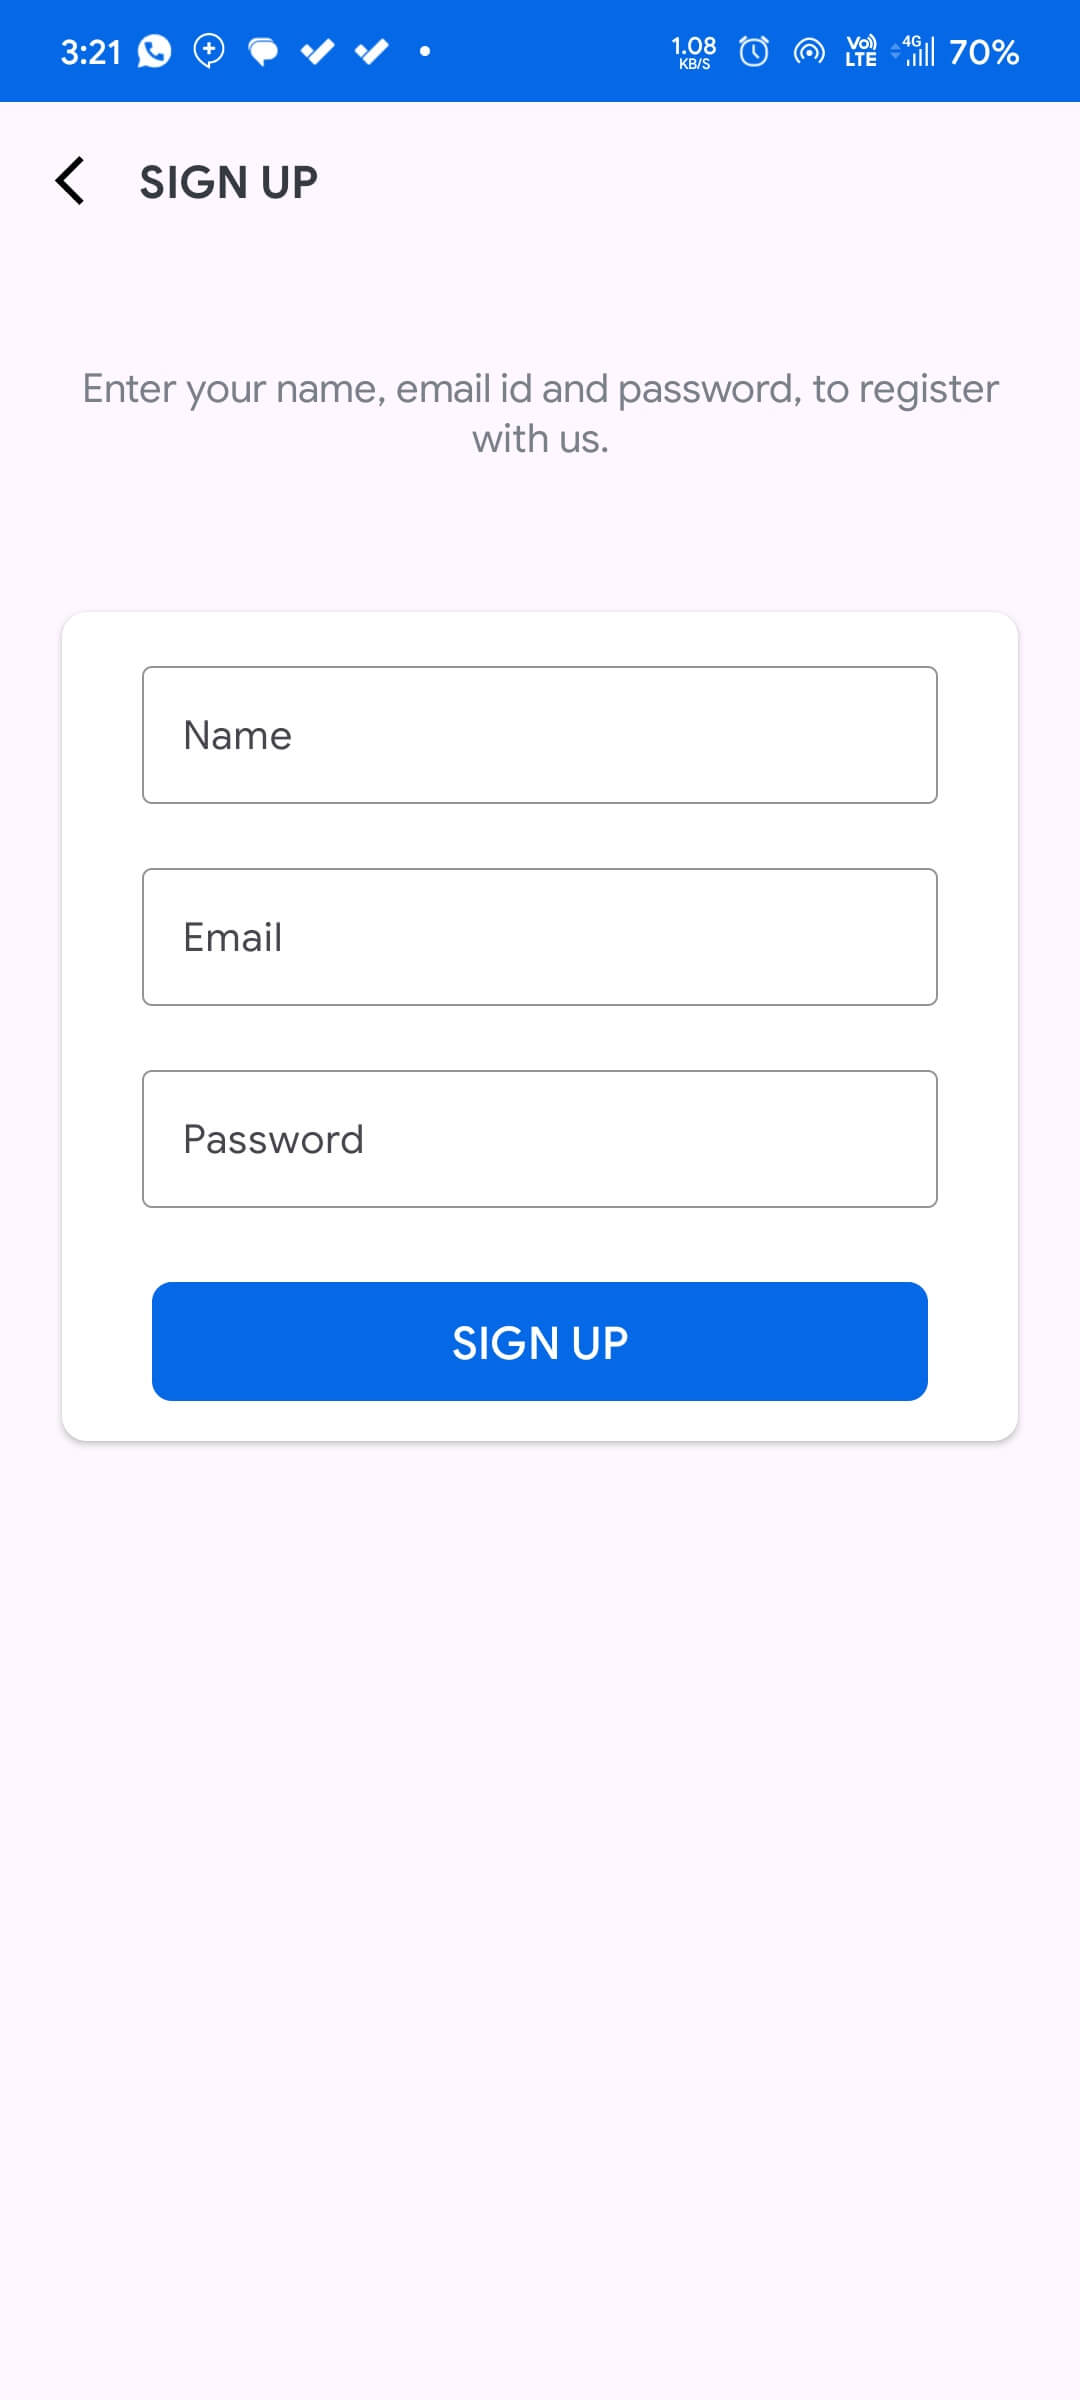 3:21 1.08 KB/S Vo) LTE 4G 70%
SIGN UP
Enter your name, email id and password, to register
with us.
Name
Email
Password
SIGN UP